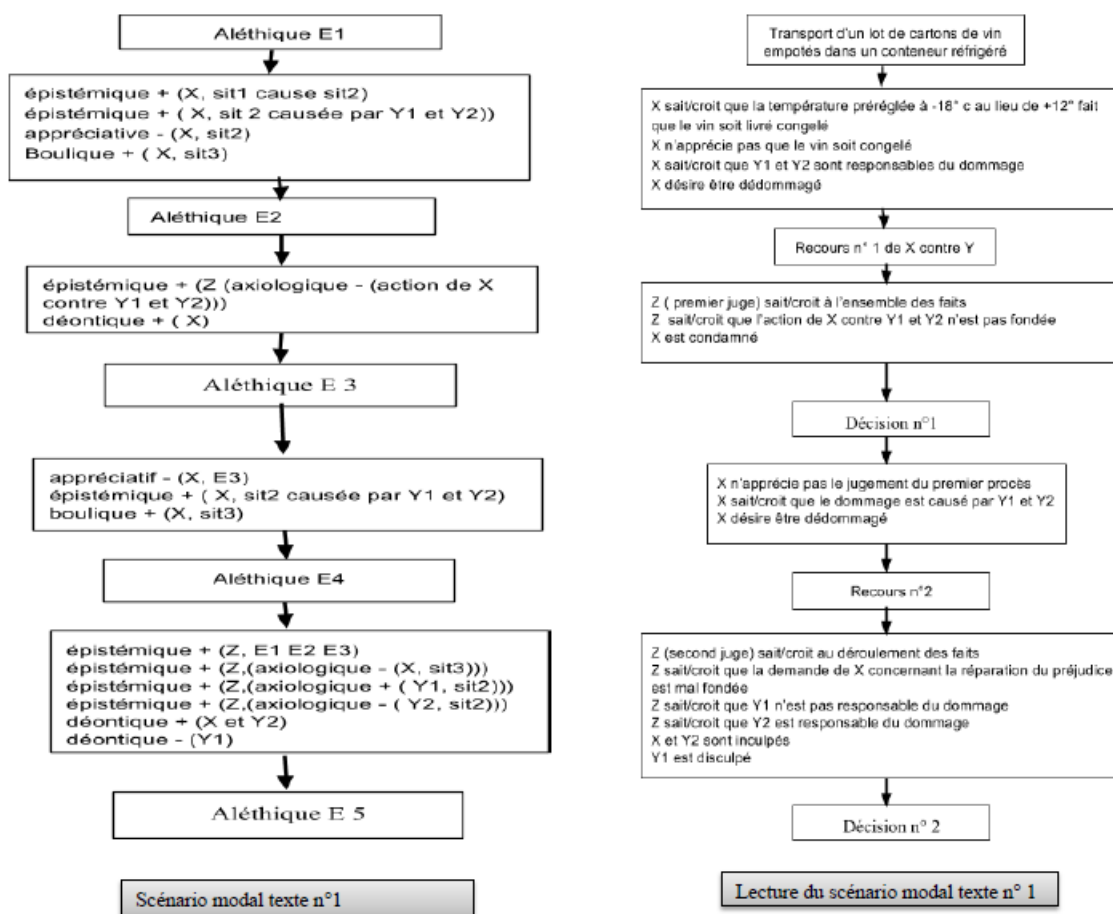 Aléthique E1
épistémique + (X, sit1 cause sit2)
épistémique + ( X, sit 2 causée par Y1 et Y2))
appréciative - (X, sit2)
Boulique + ( X, sit3)
Aléthique E2
épistémique + (Z (axiologique - (action de X
contre Y1 et Y2)))
déontique + ( X)
Aléthique E 3
appréciatif - (X, E3)
épistémique + ( X, sit2 causée par Y1 et Y2)
boulique + (X, sit3)
Aléthique E4
épistémique + (Z, E1 E2 E3)
épistémique + (Z,(axiologique - (X, sit3)))
épistémique + (Z,(axiologique + ( Y1, sit2)))
épistémique + (Z,(axiologique - ( Y2, sit2)))
déontique + (X et Y2)
déontique - (Y1)
Aléthique E 5
Scénario modal texte n°1
Transport d'un lot de cartons de vin
empotés dans un conteneur réfrigéré
X sait/croit que la température préréglée à -18° c au lieu de +12° fait
que le vin soit livré congelé
X n'apprécie pas que le vin soit congelé
X sait/croit que Y1 et Y2 sont responsables du dommage
X désire être dédommagé
Recours n° 1 de X contre Y
Z ( premier juge) sait/croit à l'ensemble des faits
Z sait/croit que l'action de X contre Y1 et Y2 n'est pas fondée
X est condamné
Décision n°1
X n'apprécie pas le jugement du premier procès
X sait/croit que le dommage est causé par Y1 et Y2
X désire être dédommagé
Recours n°2
Z (second juge) sait/croit au déroulement des faits
Z sait/croit que la demande de X concernant la réparation du préjudice
est mal fondée
Z sait/croit que Y1 n'est pas responsable du dommage
Z sait/croit que Y2 est responsable du dommage
X et Y2 sont inculpés
Y1 est disculpé
Décision n° 2
Lecture du scénario modal texte n° 1